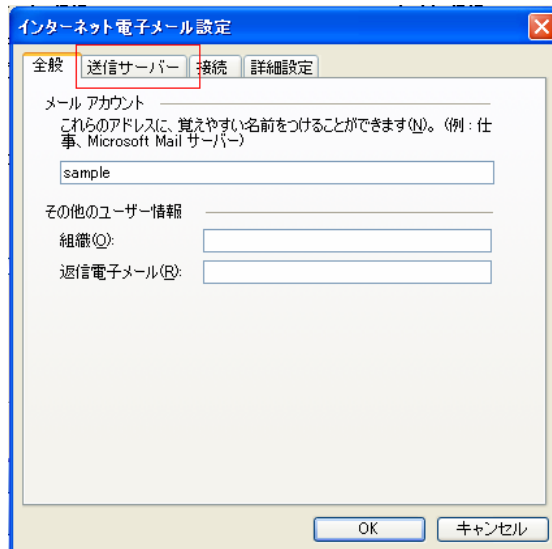 インターネット電子メール設定
全般 送信サーバー 接続 詳細設定
メール アカウント
これらのアドレスに、覚えやすい名前をつけることができます(N)。(例：仕
事、Microsoft Mail サーバー)
sample
その他のユーザー情報
組織(O):
返信電子メール(R):
OK キャンセル